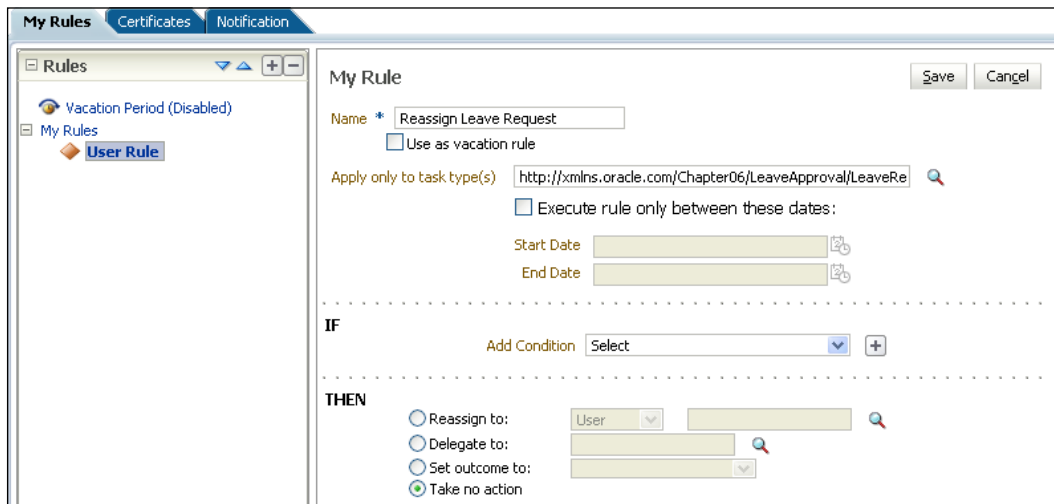 My Rules
Certificates
Notification
Rules
Vacation Period (Disabled)
My Rules
User Rule
My Rule
Save
Cancel
Name * Reassign Leave Request
Use as vacation rule
Apply only to task type(s) http://xmlns.oracle.com/Chapter06/LeaveApproval/LeaveRe
Execute rule only between these dates:
Start Date
End Date
IF
Add Condition Select
THEN
Reassign to: User
Delegate to:
Set outcome to:
Take no action